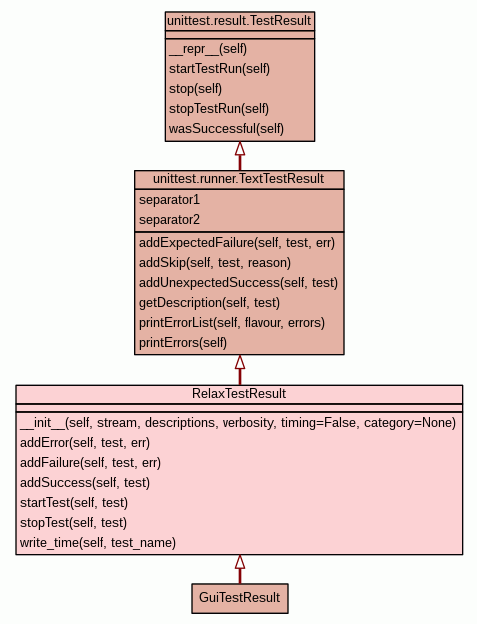 unittest.result.TestResult
__repr__(self)
startTestRun(self)
stop(self)
stopTestRun(self)
wasSuccessful(self)
unittest.runner.TextTestResult
separator1
separator2
addExpectedFailure(self, test, err)
addSkip(self, test, reason)
addUnexpectedSuccess(self, test)
getDescription(self, test)
printErrorList(self, flavour, errors)
printErrors(self)
RelaxTestResult
__init__(self, stream, descriptions, verbosity, timing=False, category=None)
addError(self, test, err)
addFailure(self, test, err)
addSuccess(self, test)
startTest(self, test)
stopTest(self, test)
write_time(self, test_name)
GuiTestResult